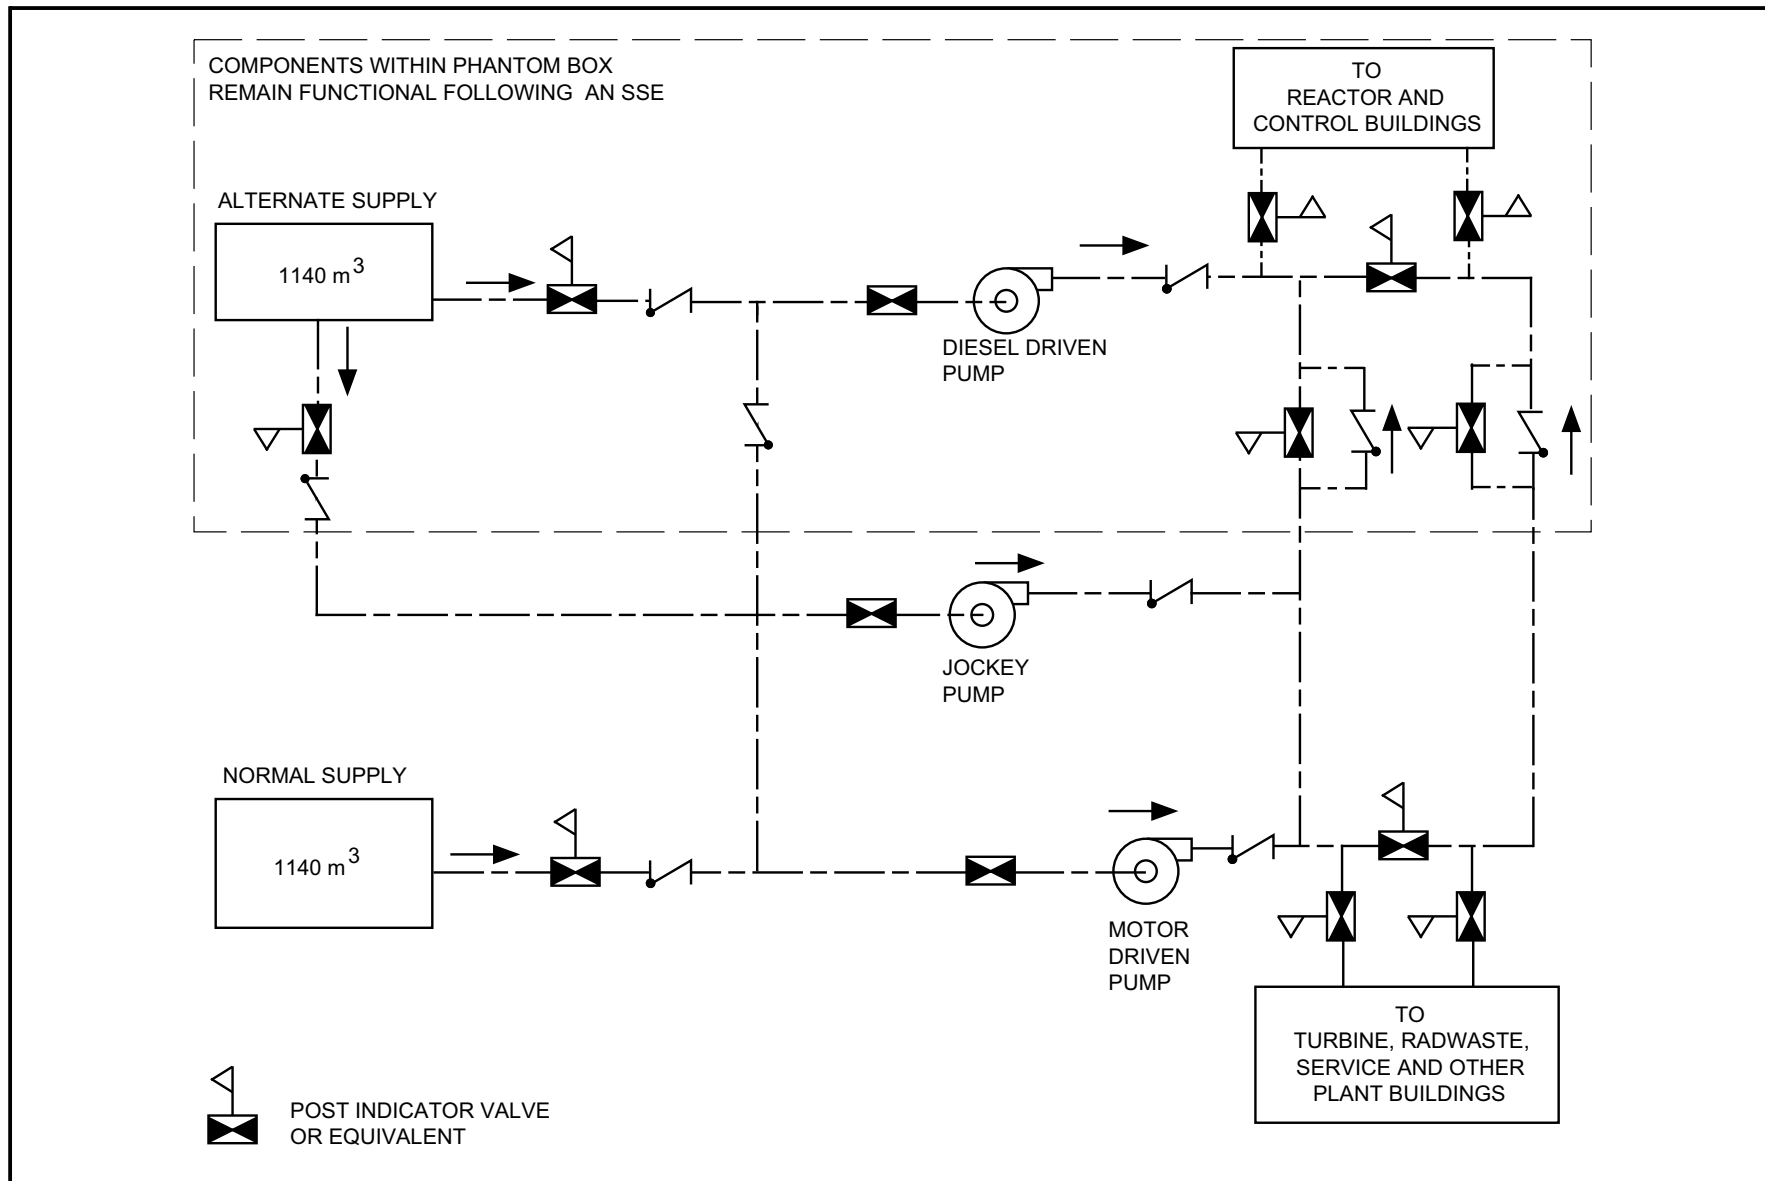 COMPONENTS WITHIN PHANTOM BOX
REMAIN FUNCTIONAL FOLLOWING AN SSE
TO
REACTOR AND
CONTROL BUILDINGS
ALTERNATE SUPPLY
1140 m³
DIESEL DRIVEN
PUMP
JOCKEY
PUMP
NORMAL SUPPLY
1140 m³
MOTOR
DRIVEN
PUMP
TO
TURBINE, RADWASTE,
SERVICE AND OTHER
PLANT BUILDINGS
POST INDICATOR VALVE
OR EQUIVALENT